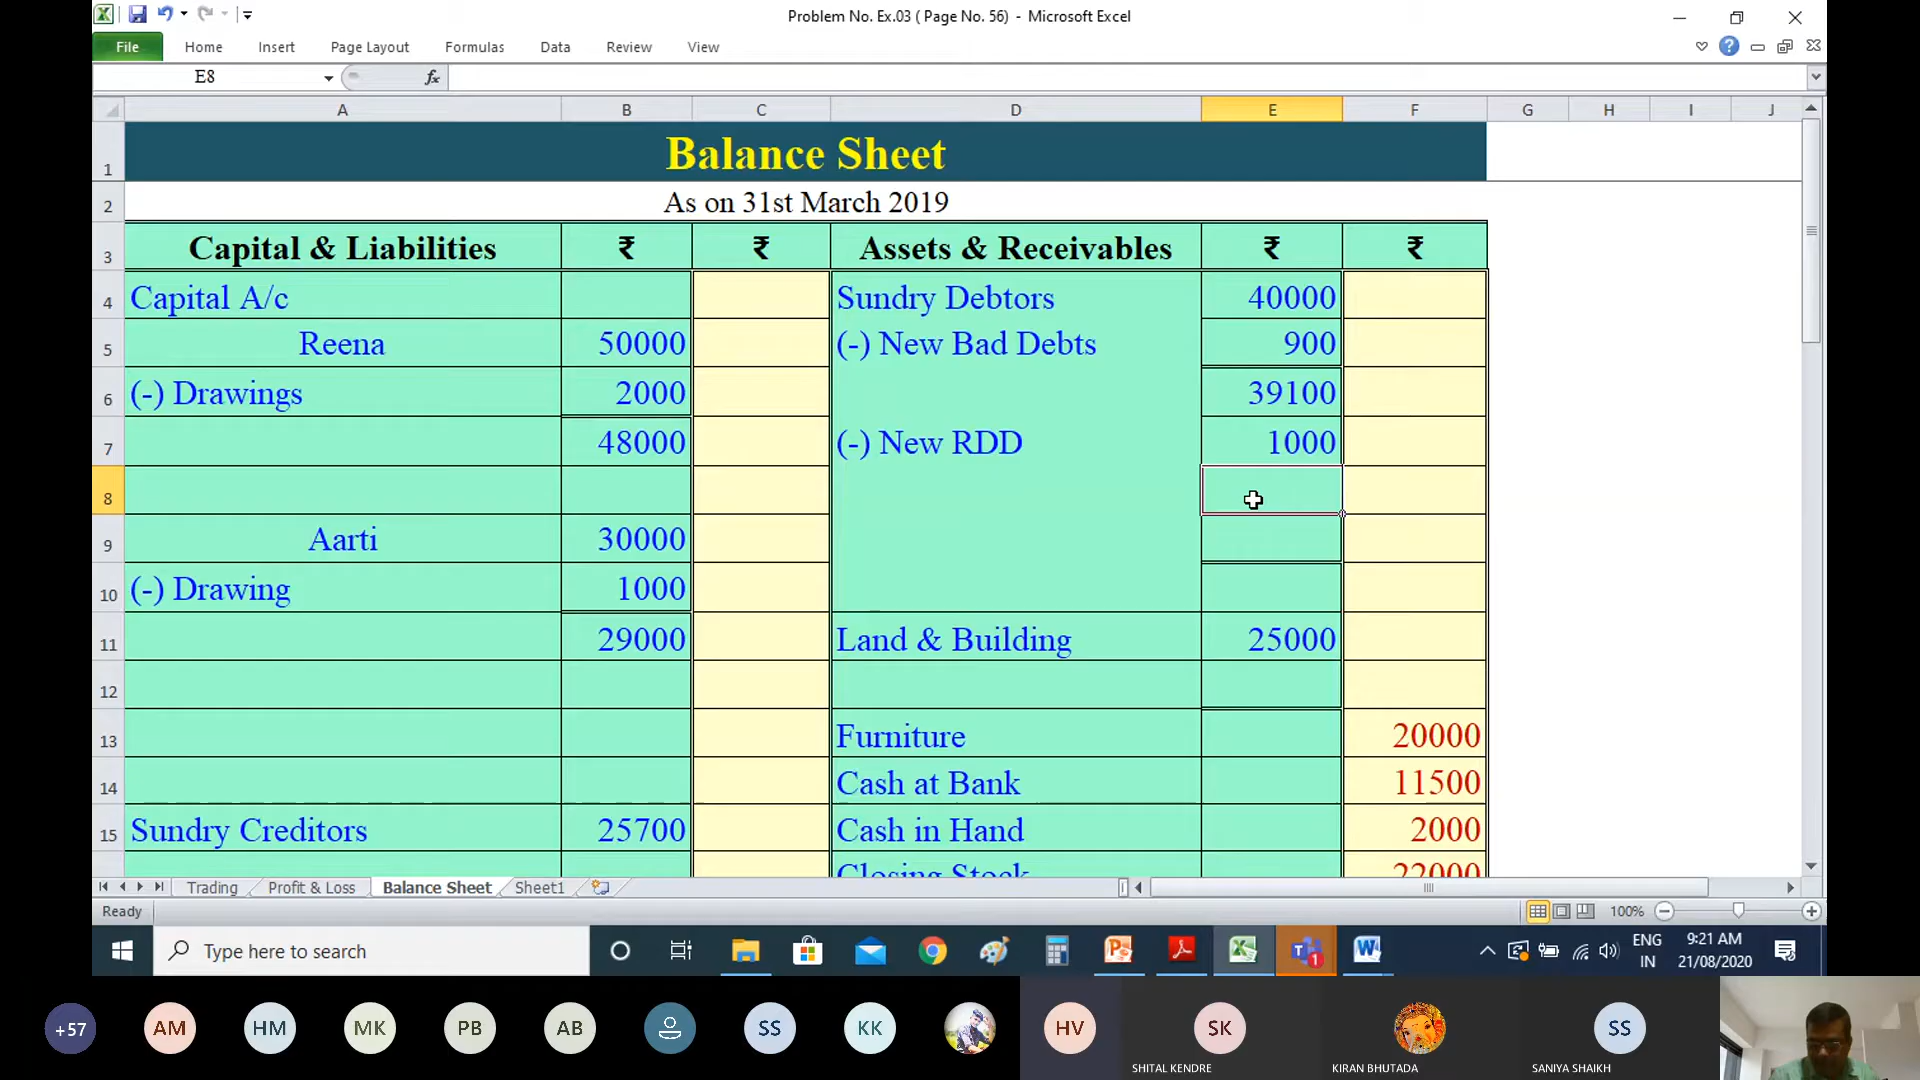 Problem No. Ex.03 ( Page No. 56) - Microsoft Excel
File Home Insert Page Layout Formulas Data Review View
E8 fx
A B C D E F G H I J
1 Balance Sheet
2 As on 31st March 2019
3 Capital & Liabilities ₹ ₹ Assets & Receivables ₹ ₹
4 Capital A/c Sundry Debtors 40000
5 Reena 50000 (-) New Bad Debts 900
6 (-) Drawings 2000 39100
7 48000 (-) New RDD 1000
8
9 Aarti 30000
10 (-) Drawing 1000
11 29000 Land & Building 25000
12
13 Furniture 20000
14 Cash at Bank 11500
15 Sundry Creditors 25700 Cash in Hand 2000
Closing Stock 22000
Trading Profit & Loss Balance Sheet Sheet1
Ready 100%
Type here to search ENG 9:21 AM
IN 21/08/2020
+57 AM HM MK PB AB SS KK HV SK SS
SHITAL KENDRE KIRAN BHUTADA SANIYA SHAIKH